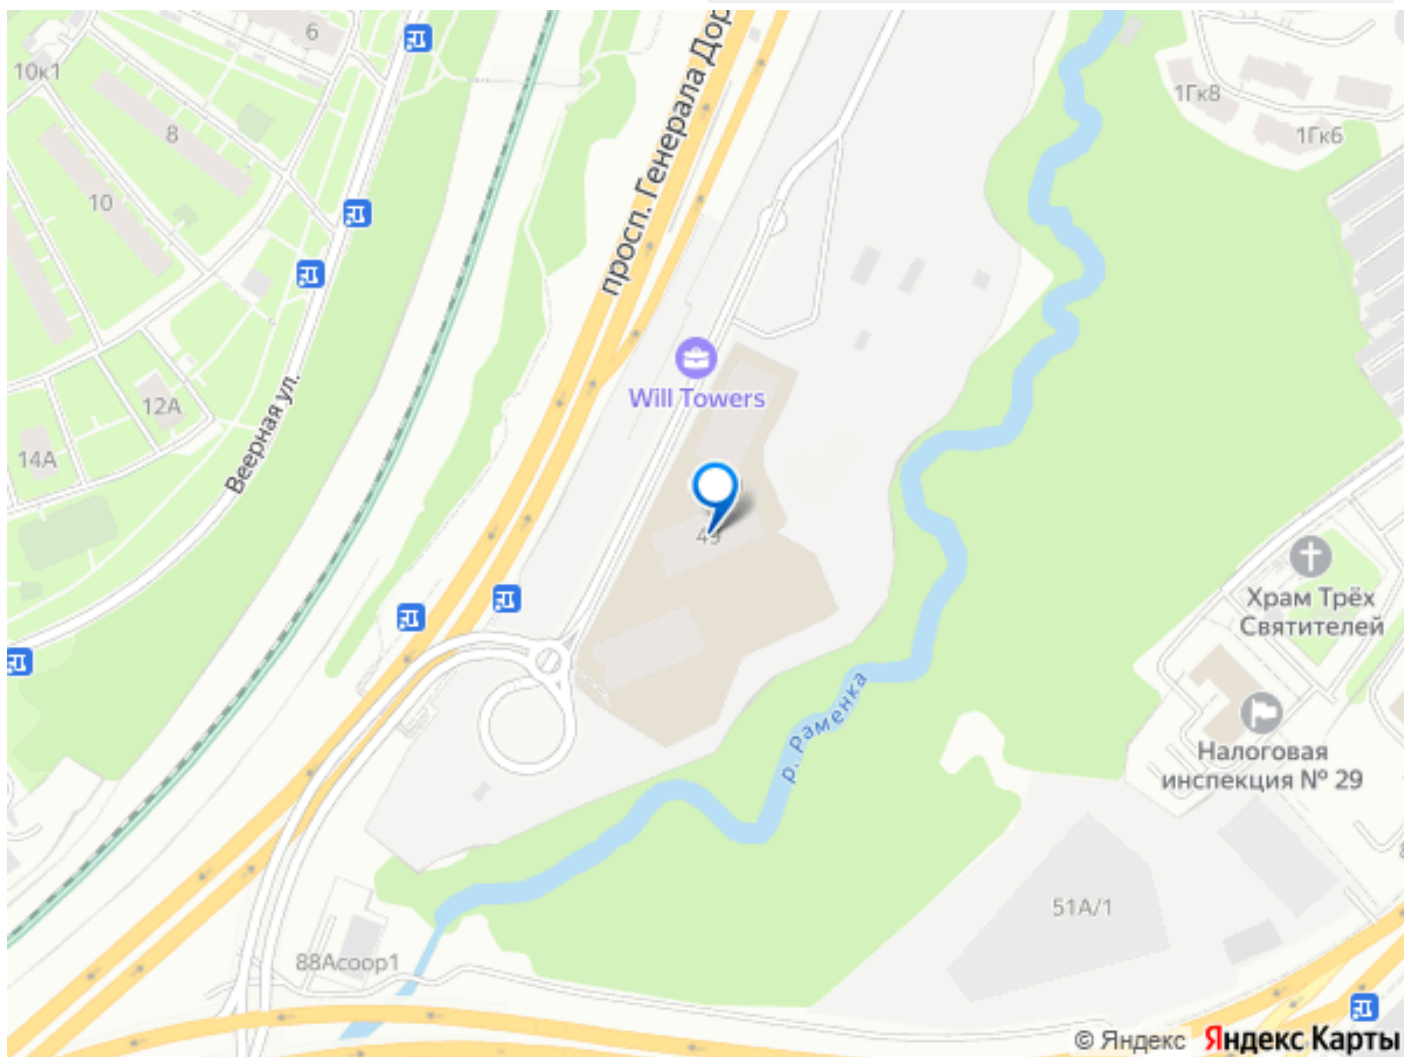 6
10к1
8
10
просп. Генерала Дор
1Гк8
1Гк6
Will Towers
12А
14А
Веерная ул.
49
Храм Трёх
Святителей
р. раменка
Налоговая
инспекция № 29
51А/1
88Асоор1
© Яндекс Яндекс Карты